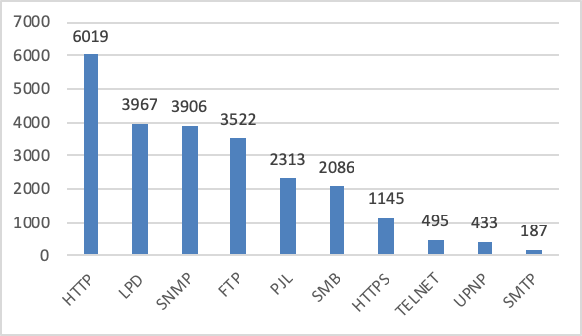 7000
6000
5000
4000
3000
2000
1000
0
6019
3967
3906
3522
2313
2086
1145
495
433
187
HTTP
LPD
SNMP
FTP
PJL
SMB
HTTPS
TELNET
UPNP
SMTP